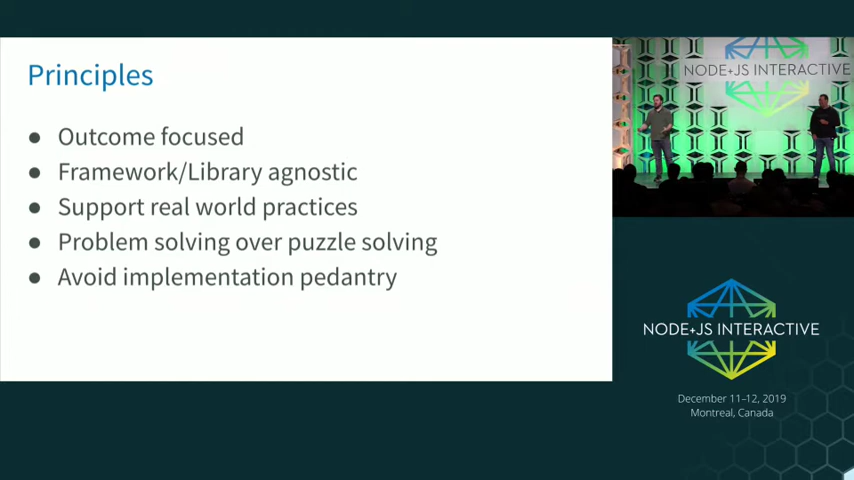 Principles
● Outcome focused
● Framework/Library agnostic
● Support real world practices
● Problem solving over puzzle solving
● Avoid implementation pedantry
NODE+JS INTERACTIVE
NODE+JS INTERACTIVE
December 11–12, 2019
Montreal, Canada